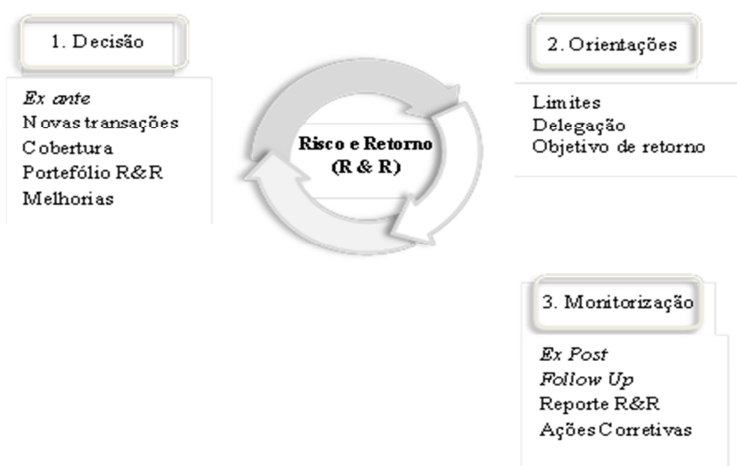 1. Decisão
Ex ante
Novas transações
Cobertura
Portefólio R&R
Melhorias
Risco e Retorno
(R & R)
2. Orientações
Limites
Delegação
Objetivo de retorno
3. Monitorização
Ex Post
Follow Up
Reporte R&R
Ações Corretivas